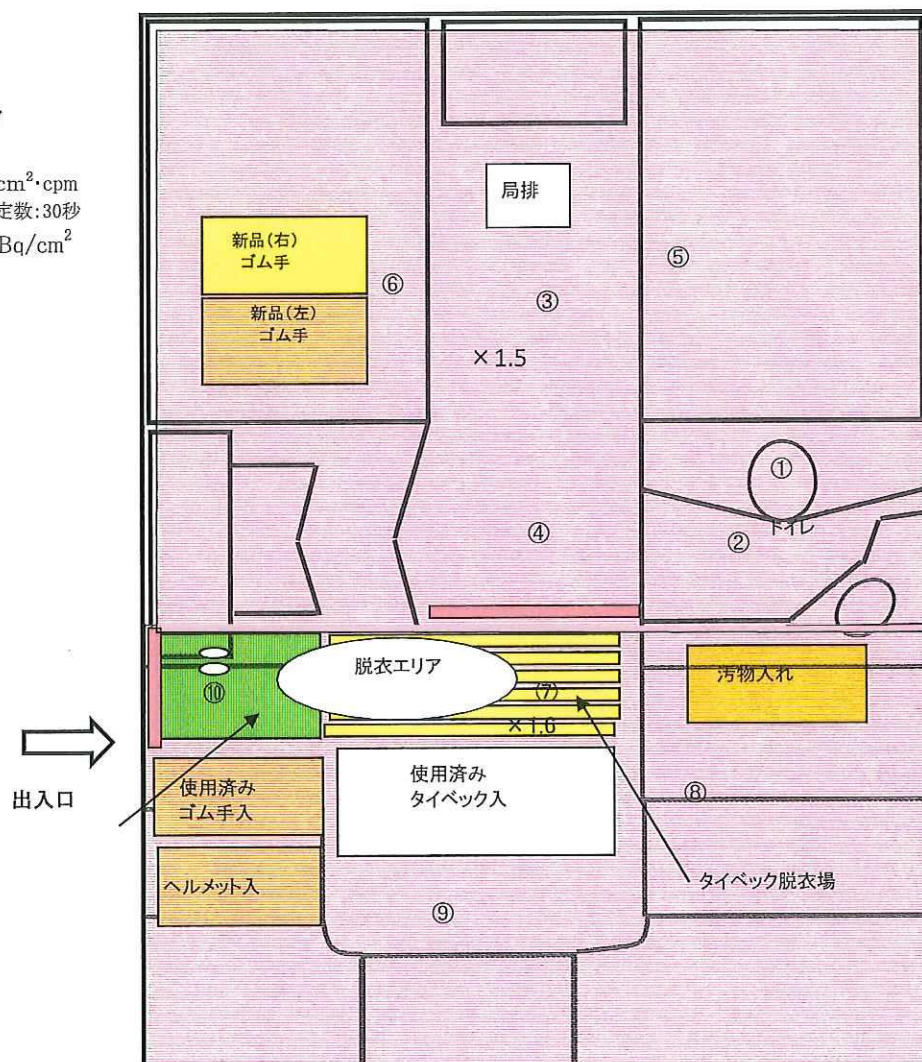 cm²・cpm
定数:30秒
Bq/cm²
局排
新品(右)
ゴム手
⑤
⑥
③
新品(左)
ゴム手
×1.5
①
④
②
トイレ
脱衣エリア
汚物入れ
⑩
(7)
×1.6
使用済み
タイベック入
出入口
使用済み
ゴム手入
⑧
ヘルメット入
タイベック脱衣場
⑨